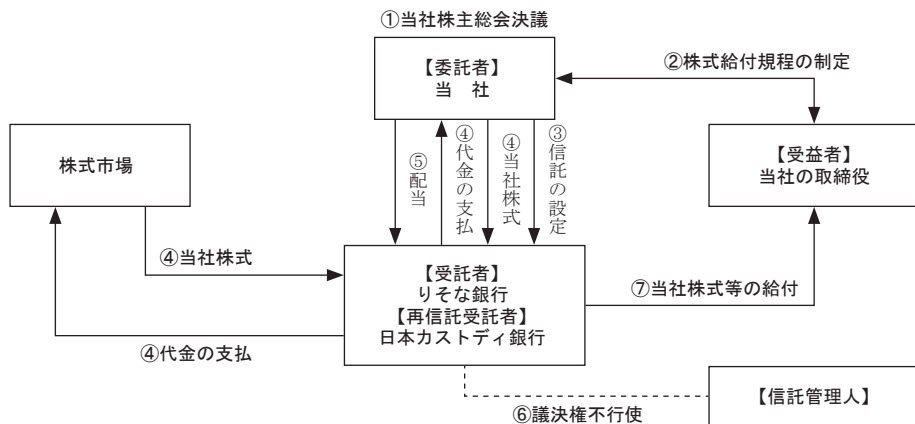 ①当社株主総会決議
【委託者】
当　社
②株式給付規程の制定
株式市場
【受益者】
当社の取締役
⑤配当
④代金の支払
④当社株式
③信託の設定
④当社株式
【受託者】
りそな銀行
【再信託受託者】
日本カストディ銀行
⑦当社株式等の給付
④代金の支払
⑥議決権不行使
【信託管理人】